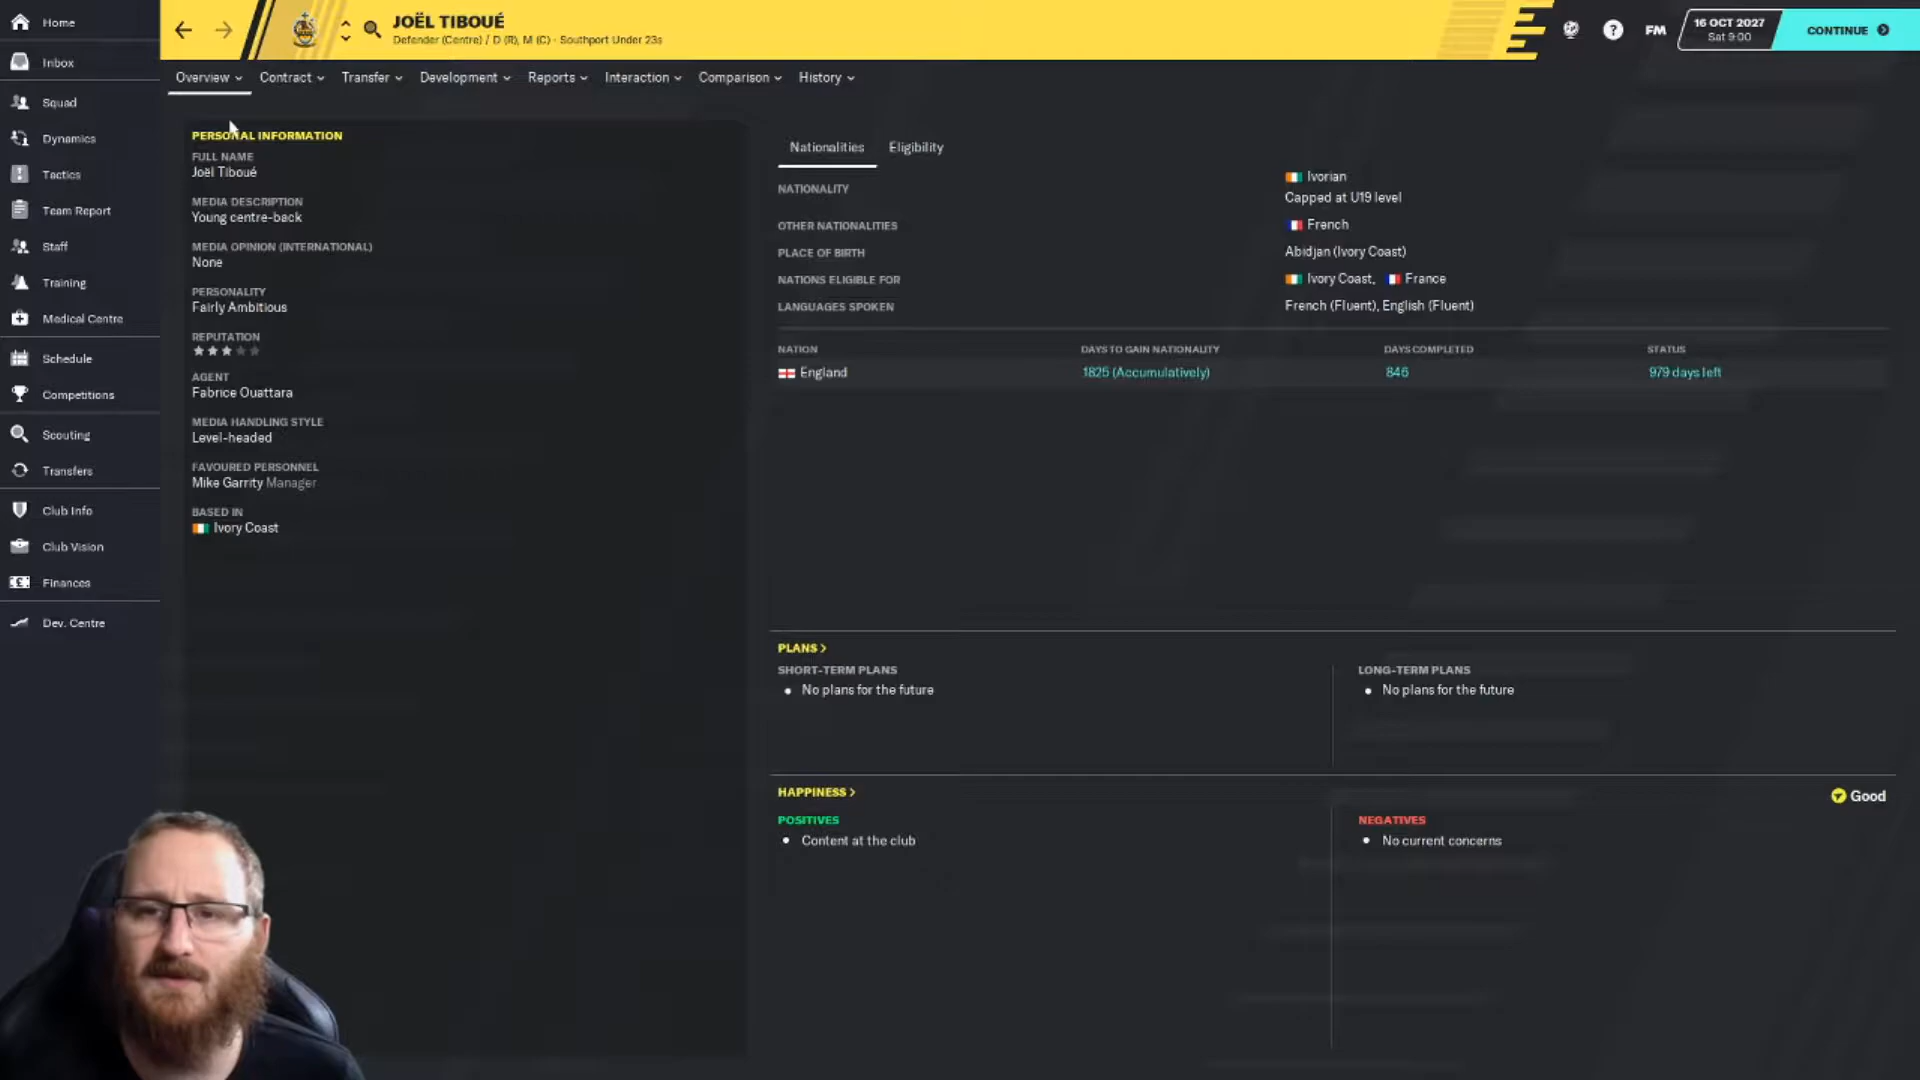 Home
Inbox
Squad
Dynamics
Tactics
Team Report
Staff
Training
Medical Centre
Schedule
Competitions
Scouting
Transfers
Club Info
Club Vision
Finances
Dev. Centre
JOËL TIBOUÉ
Defender (Centre) / D (R), M (C) - Southport Under 23s
FM
16 OCT 2027
Sat 9:00
CONTINUE
Overview
Contract
Transfer
Development
Reports
Interaction
Comparison
History
PERSONAL INFORMATION
FULL NAME
Joël Tiboué
MEDIA DESCRIPTION
Young centre-back
MEDIA OPINION (INTERNATIONAL)
None
PERSONALITY
Fairly Ambitious
REPUTATION
AGENT
Fabrice Ouattara
MEDIA HANDLING STYLE
Level-headed
FAVOURED PERSONNEL
Mike Garrity Manager
BASED IN
Ivory Coast
Nationalities Eligibility
NATIONALITY Ivorian
Capped at U19 level
OTHER NATIONALITIES French
PLACE OF BIRTH Abidjan (Ivory Coast)
NATIONS ELIGIBLE FOR Ivory Coast, France
LANGUAGES SPOKEN French (Fluent), English (Fluent)
NATION DAYS TO GAIN NATIONALITY DAYS COMPLETED STATUS
England 1825 (Accumulatively) 846 979 days left
PLANS >
SHORT-TERM PLANS
• No plans for the future
LONG-TERM PLANS
• No plans for the future
HAPPINESS >
Good
POSITIVES
• Content at the club
NEGATIVES
• No current concerns